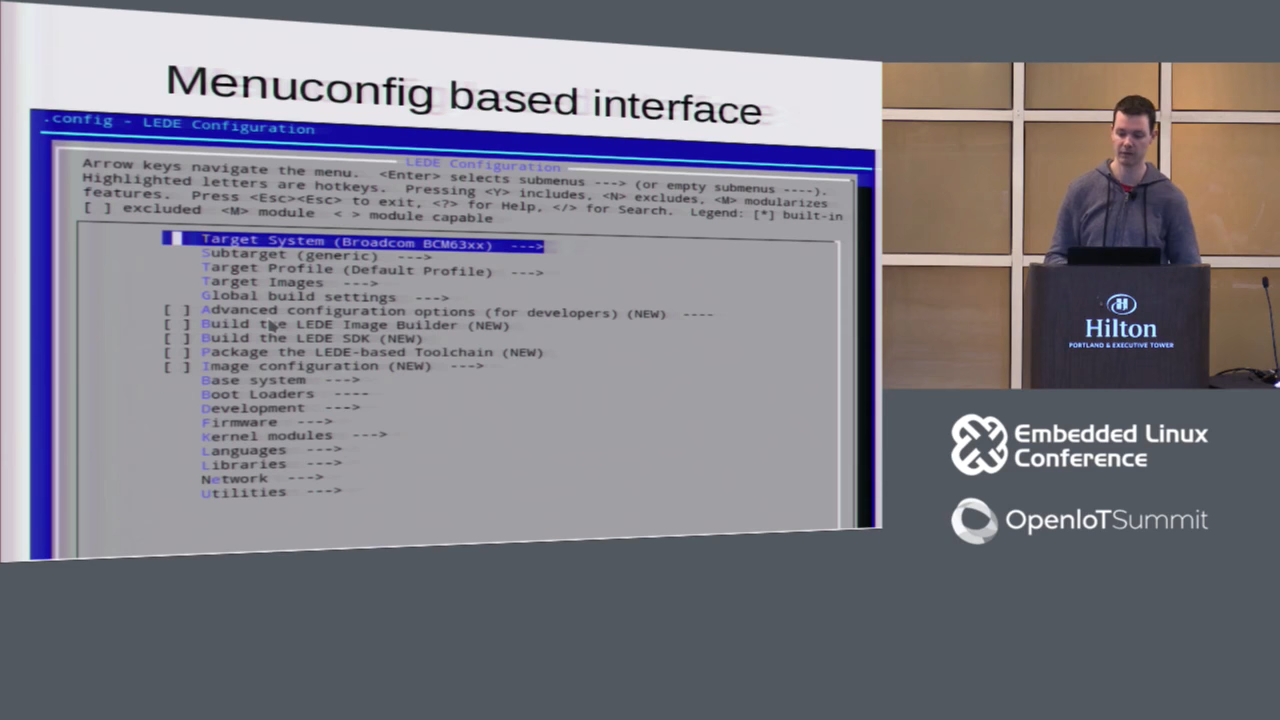 Menuconfig based interface
.config - LEDE Configuration
LEDE Configuration
Arrow keys navigate the menu. <Enter> selects submenus ---> (or empty submenus ----).
Highlighted letters are hotkeys. Pressing <Y> includes, <N> excludes, <M> modularizes
features. Press <Esc><Esc> to exit, <?> for Help, </> for Search. Legend: [*] built-in
[ ] excluded <M> module < > module capable
Target System (Broadcom BCM63xx) --->
Subtarget (generic) --->
Target Profile (Default Profile) --->
Target Images --->
Global build settings --->
[ ] Advanced configuration options (for developers) (NEW) ----
[ ] Build the LEDE Image Builder (NEW)
[ ] Build the LEDE SDK (NEW)
[ ] Package the LEDE-based Toolchain (NEW)
[ ] Image configuration (NEW) --->
Base system --->
Boot Loaders ----
Development --->
Firmware --->
Kernel modules --->
Languages --->
Libraries --->
Network --->
Utilities --->
Hilton
PORTLAND & EXECUTIVE TOWER
Embedded Linux
Conference
OpenIoTSummit